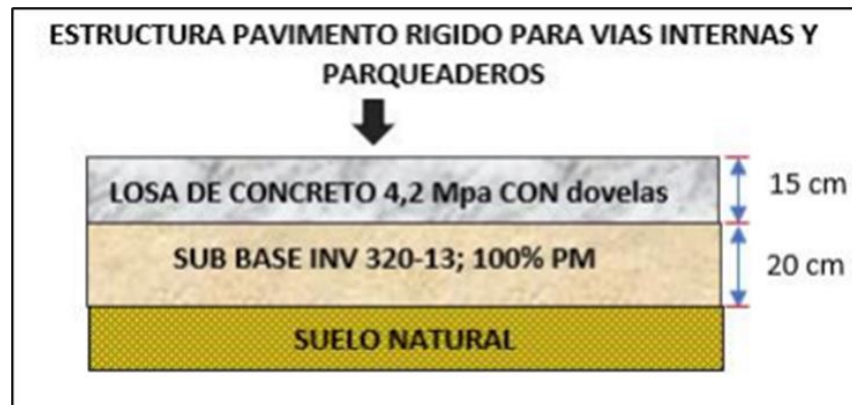 ESTRUCTURA PAVIMENTO RIGIDO PARA VIAS INTERNAS Y
PARQUEADEROS
LOSA DE CONCRETO 4,2 Mpa CON dovelas
15 cm
SUB BASE INV 320-13; 100% PM
20 cm
SUELO NATURAL